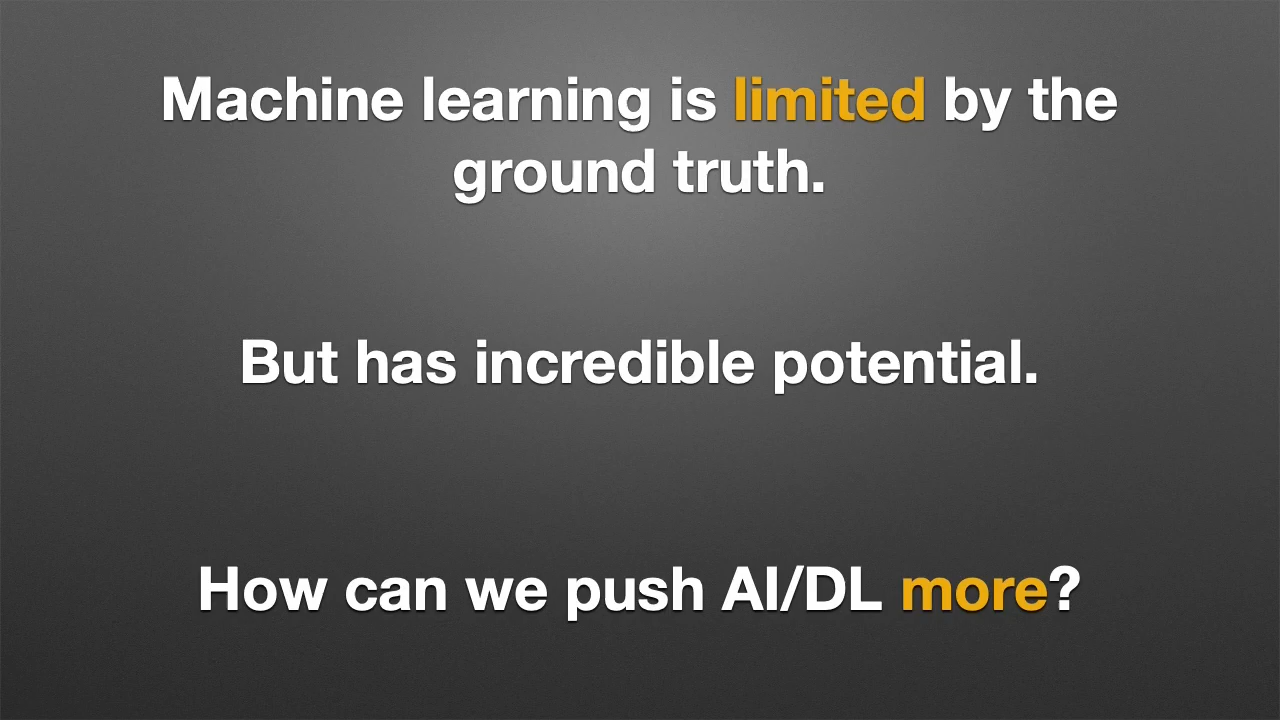 Machine learning is limited by the
ground truth.
But has incredible potential.
How can we push AI/DL more?